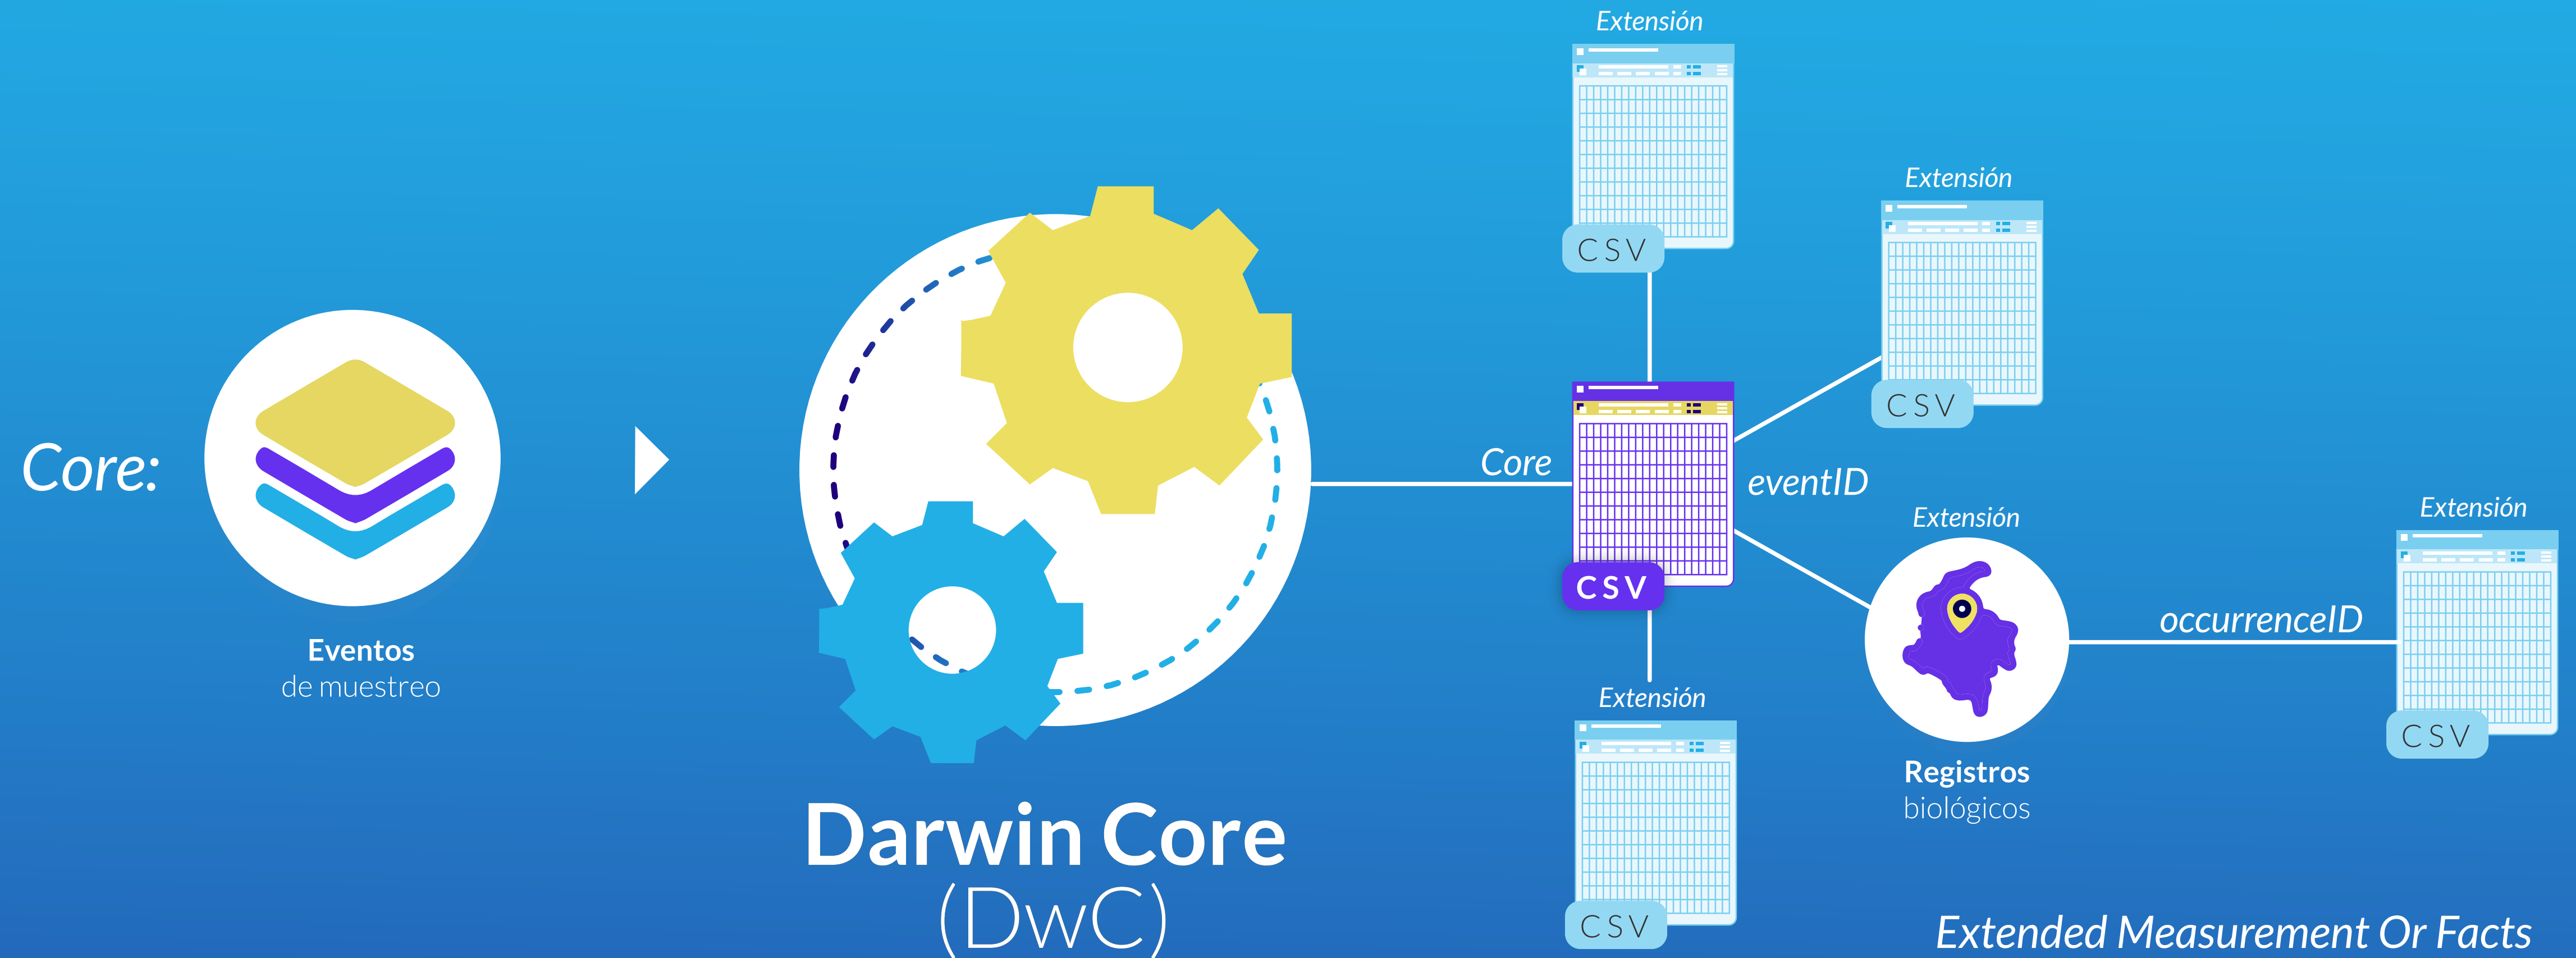 Core:
Eventos
de muestreo
Darwin Core
(DwC)
Core
Extensión
CSV
Extensión
CSV
CSV
eventID
Extensión
Registros
biológicos
occurrenceID
Extensión
CSV
Extensión
CSV
Extended Measurement Or Facts